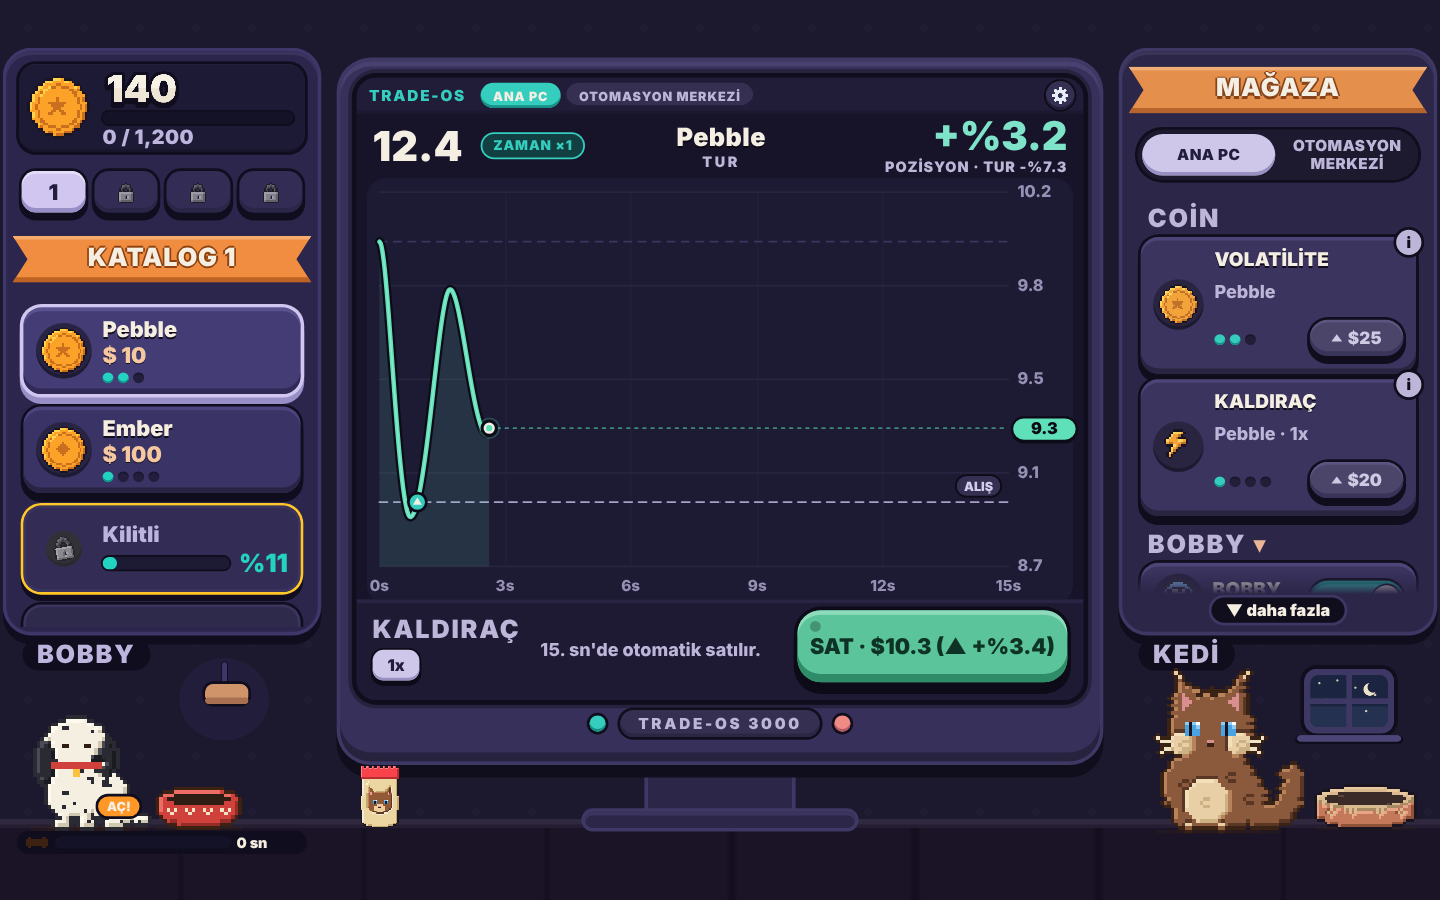 140
0 / 1,200
1
KATALOG 1
Pebble
$ 10
Ember
$ 100
Kilitli
%11
BOBBY
AÇ!
0 sn
TRADE-OS
ANA PC
OTOMASYON MERKEZİ
12.4
ZAMAN ×1
Pebble
TUR
+%3.2
POZİSYON · TUR -%7.3
10.2
9.8
9.5
9.3
9.1
ALIŞ
8.7
0s
3s
6s
9s
12s
15s
KALDIRAÇ
1x
15. sn'de otomatik satılır.
SAT · $10.3 (▲ +%3.4)
TRADE-OS 3000
MAĞAZA
ANA PC
OTOMASYON
MERKEZİ
COİN
i
VOLATİLİTE
Pebble
▲ $25
i
KALDIRAÇ
Pebble · 1x
▲ $20
BOBBY ▼
BOBBY
▼ daha fazla
KEDİ